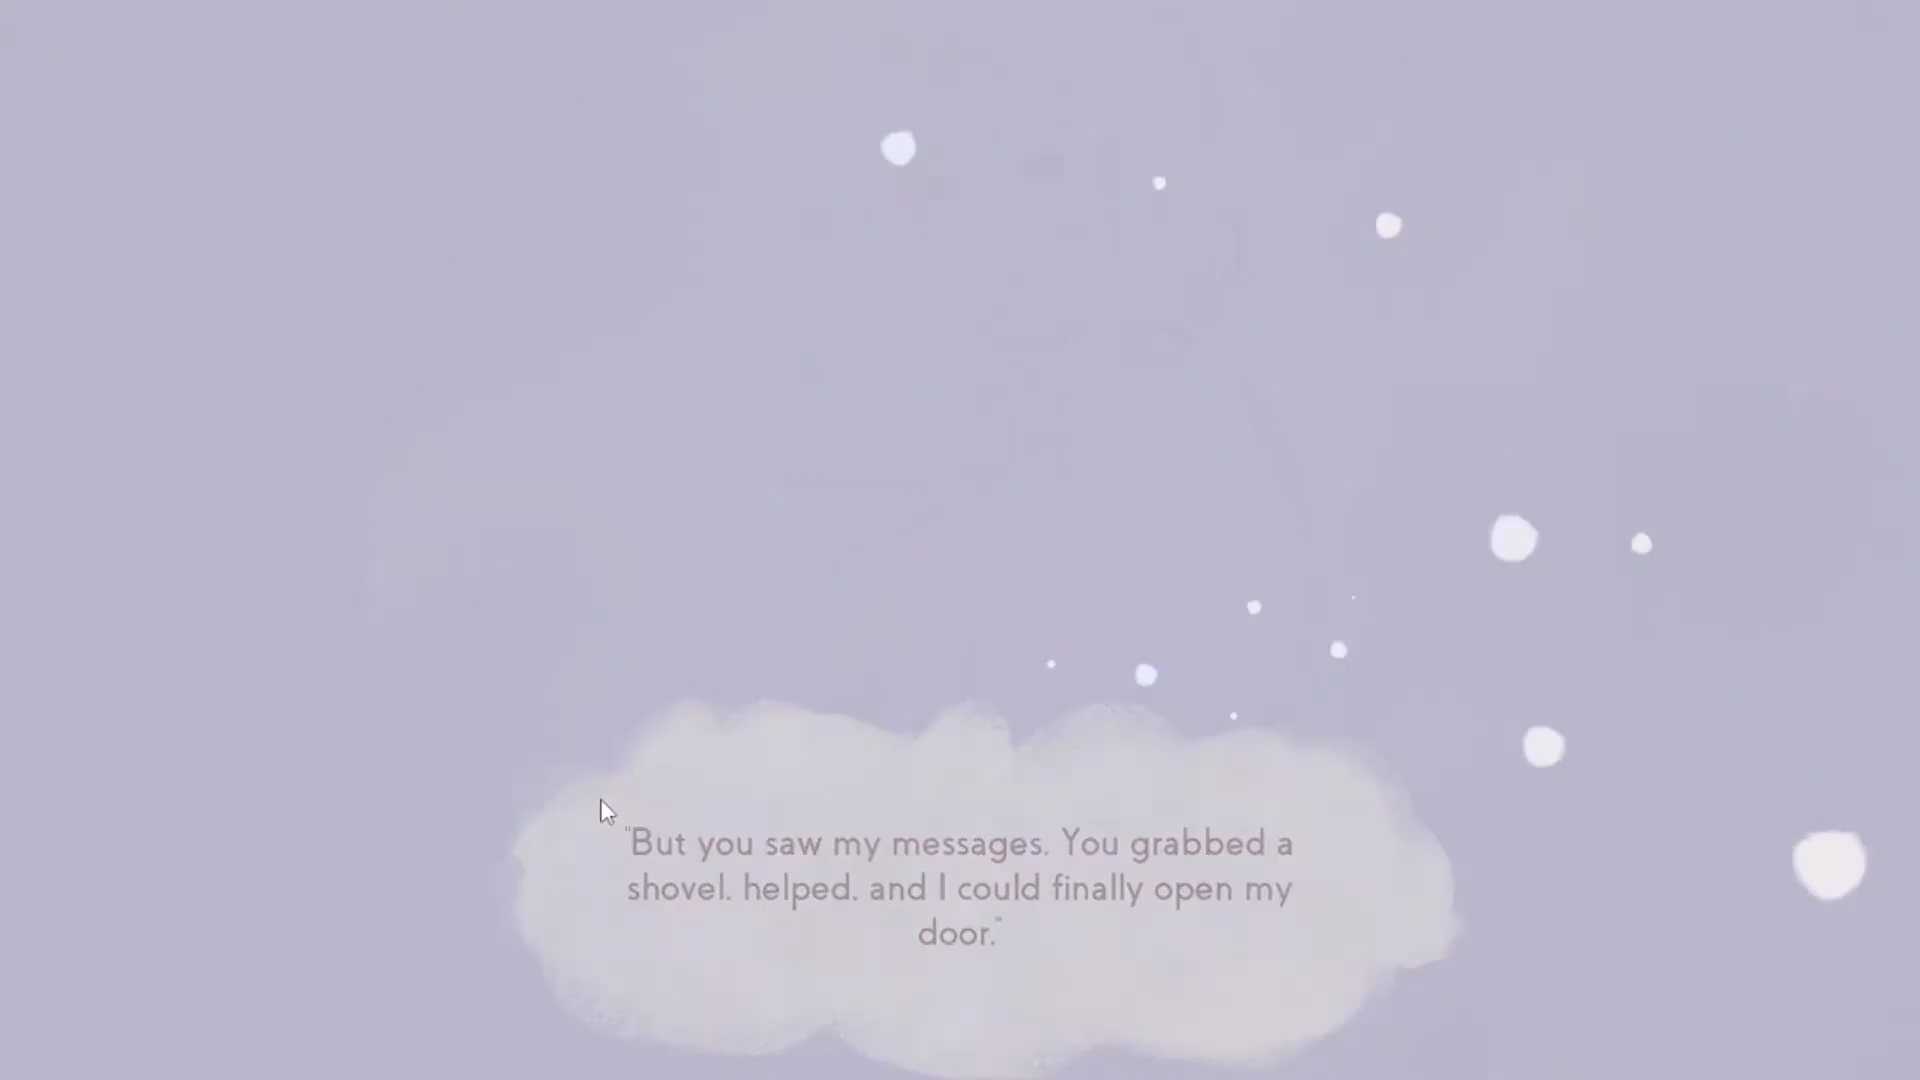 "But you saw my messages. You grabbed a
shovel, helped, and I could finally open my
door."